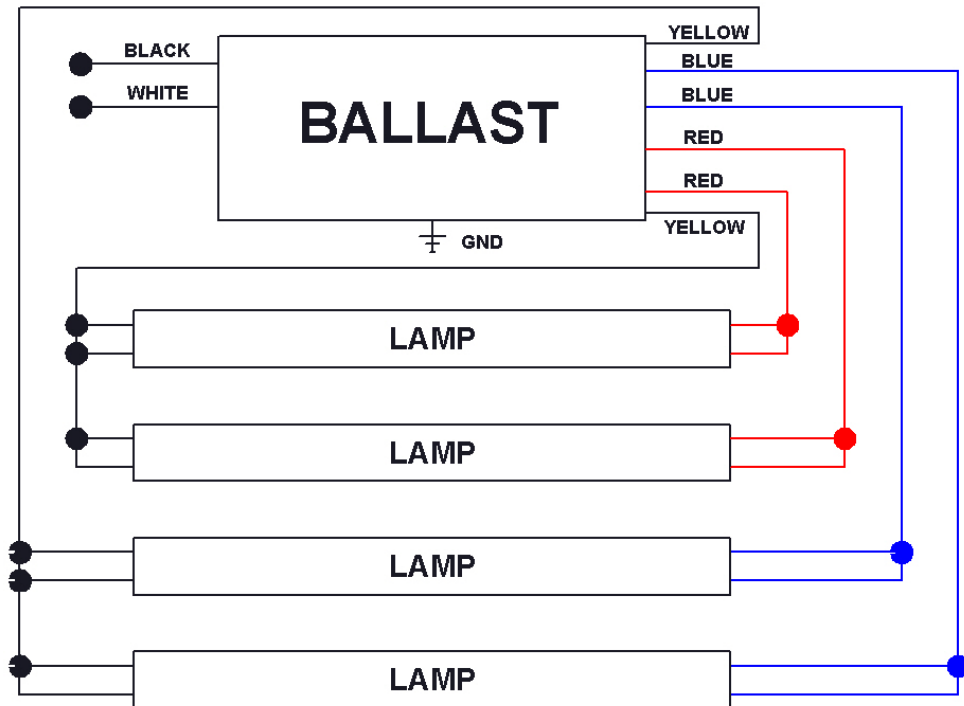 YELLOW
BLACK
BLUE
WHITE
BLUE
BALLAST
RED
RED
YELLOW
GND
LAMP
LAMP
LAMP
LAMP